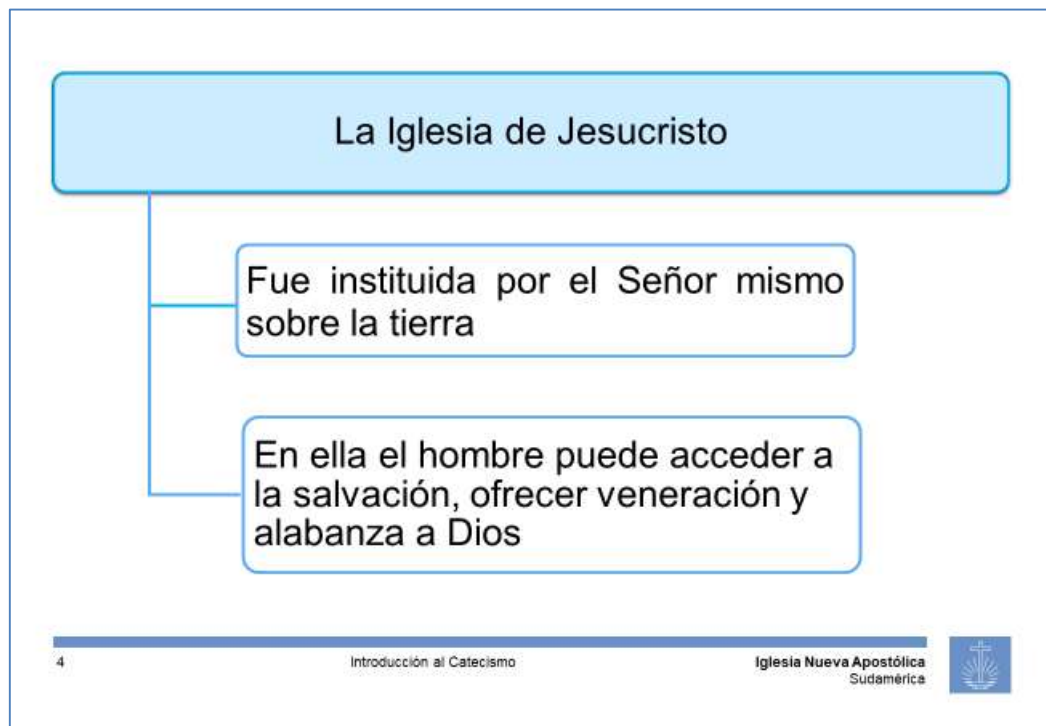 La Iglesia de Jesucristo
Fue instituida por el Señor mismo
sobre la tierra
En ella el hombre puede acceder a
la salvación, ofrecer veneración y
alabanza a Dios
4
Introducción al Catecismo
Iglesia Nueva Apostólica
Sudamérica